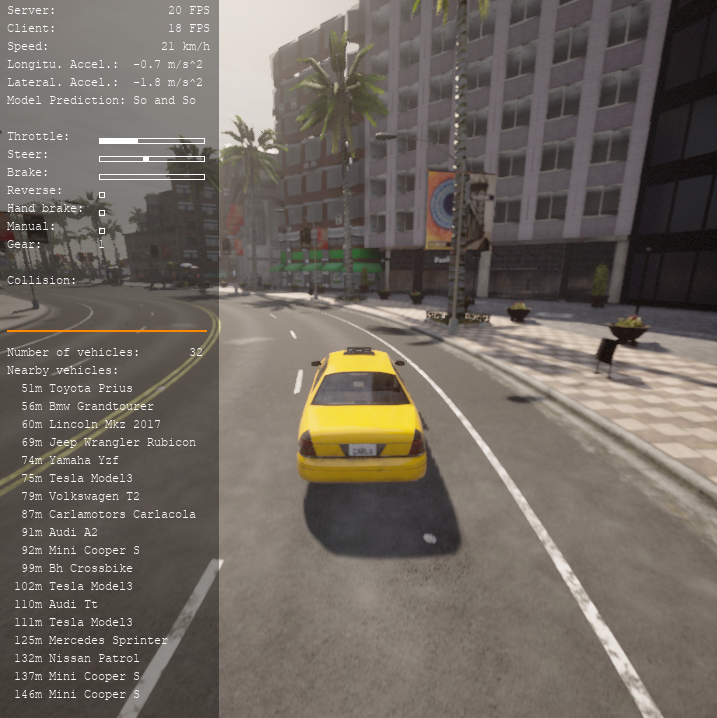 Server: 20 FPS
Client: 18 FPS
Speed: 21 km/h
Longitu. Accel.: -0.7 m/s^2
Lateral. Accel.: -1.8 m/s^2
Model Prediction: So and So
Throttle:
Steer:
Brake:
Reverse:
Hand brake:
Manual:
Gear: 1
Collision:
Number of vehicles: 32
Nearby vehicles:
51m Toyota Prius
56m Bmw Grandtourer
60m Lincoln Mkz 2017
69m Jeep Wrangler Rubicon
74m Yamaha Yzf
75m Tesla Model3
79m Volkswagen T2
87m Carlamotors Carlacola
91m Audi A2
92m Mini Cooper S
99m Bh Crossbike
102m Tesla Model3
110m Audi Tt
111m Tesla Model3
125m Mercedes Sprinter
132m Nissan Patrol
137m Mini Cooper S
146m Mini Cooper S
CARLA